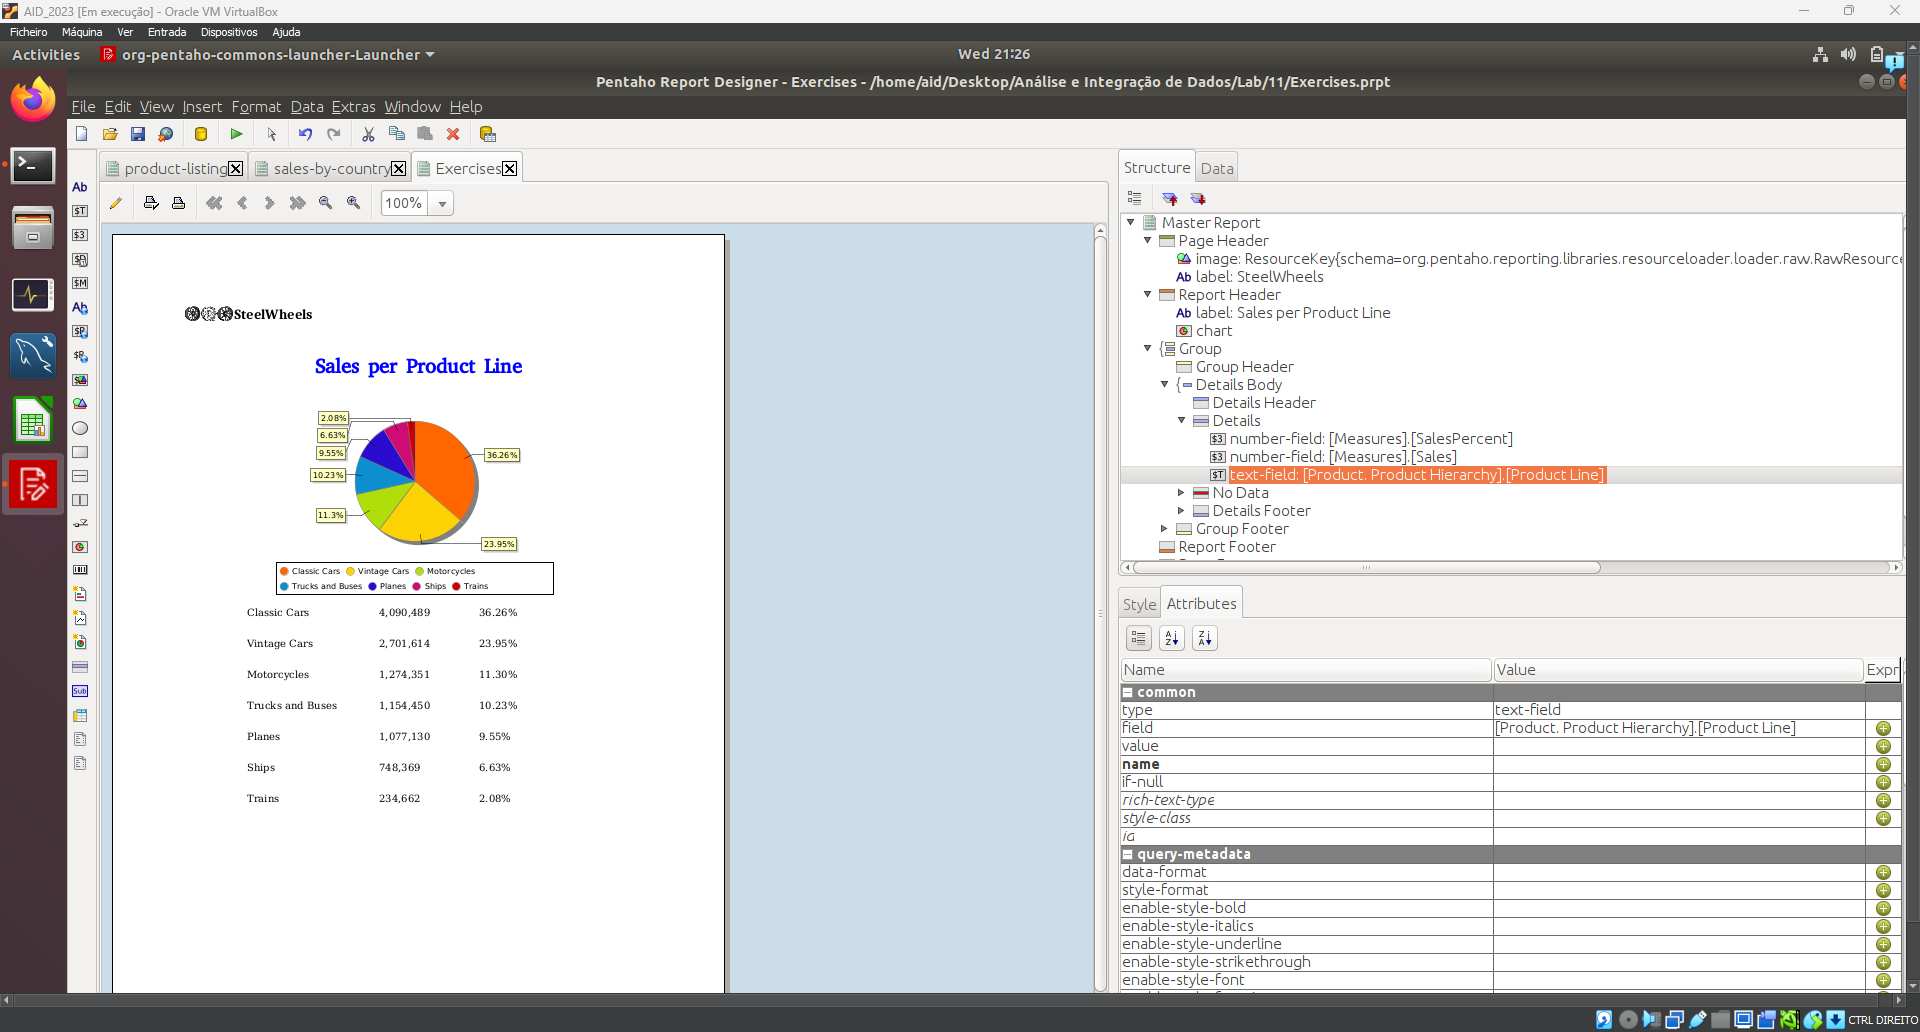 AID_2023 [Em execução] - Oracle VM VirtualBox
Ficheiro Máquina Ver Entrada Dispositivos Ajuda
Activities org-pentaho-commons-launcher-Launcher Wed 21:26
Pentaho Report Designer - Exercises - /home/aid/Desktop/Análise e Integração de Dados/Lab/11/Exercises.prpt
File Edit View Insert Format Data Extras Window Help
product-listing sales-by-country Exercises
100%
SteelWheels
Sales per Product Line
2.08%
6.63%
9.55%
36.26%
10.23%
11.3%
23.95%
Classic Cars Vintage Cars Motorcycles
Trucks and Buses Planes Ships Trains
Classic Cars 4,090,489 36.26%
Vintage Cars 2,701,614 23.95%
Motorcycles 1,274,351 11.30%
Trucks and Buses 1,154,450 10.23%
Planes 1,077,130 9.55%
Ships 748,369 6.63%
Trains 234,662 2.08%
Ab
$T
$3
$M
Ab
Sub
Structure Data
Master Report
Page Header
image: ResourceKey{schema=org.pentaho.reporting.libraries.resourceloader.loader.raw.RawResource
Ab label: SteelWheels
Report Header
Ab label: Sales per Product Line
chart
Group
Group Header
Details Body
Details Header
Details
$3 number-field: [Measures].[SalesPercent]
$3 number-field: [Measures].[Sales]
$T text-field: [Product. Product Hierarchy].[Product Line]
No Data
Details Footer
Group Footer
Report Footer
Style Attributes
Name Value Expr
common
type text-field
field [Product. Product Hierarchy].[Product Line]
value
name
if-null
rich-text-type
style-class
id
query-metadata
data-format
style-format
enable-style-bold
enable-style-italics
enable-style-underline
enable-style-strikethrough
enable-style-font
CTRL DIREITO